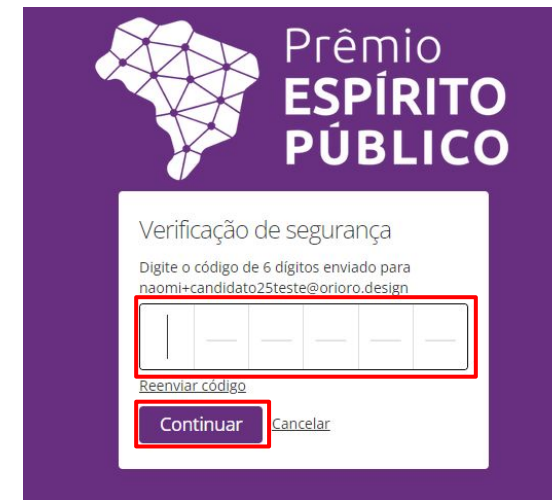 Prêmio
ESPÍRITO
PÚBLICO
Verificação de segurança
Digite o código de 6 dígitos enviado para
naomi+candidato25teste@orioro.design
Reenviar código
Continuar Cancelar